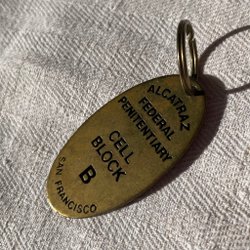 ALCATRAZ
FEDERAL
PENITENTIARY
CELL
BLOCK
B
SAN FRANCISCO